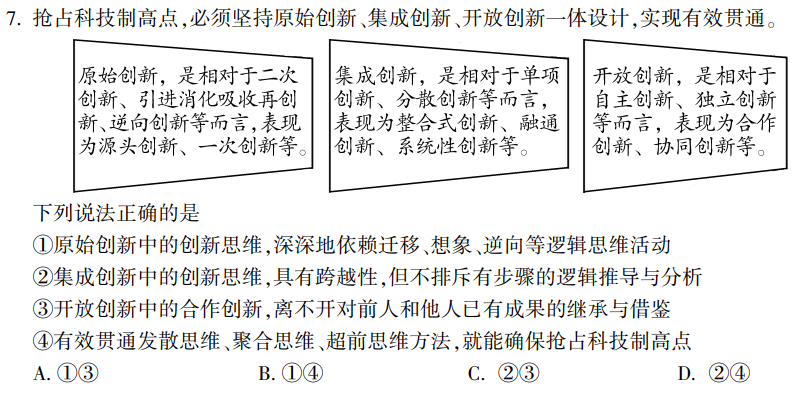 7. 抢占科技制高点,必须坚持原始创新、集成创新、开放创新一体设计,实现有效贯通。
原始创新，是相对于二次
创新、引进消化吸收再创
新、逆向创新等而言,表现
为源头创新、一次创新等。
集成创新，是相对于单项
创新、分散创新等而言，
表现为整合式创新、融通
创新、系统性创新等。
开放创新，是相对于
自主创新、独立创新
等而言，表现为合作
创新、协同创新等。
下列说法正确的是
①原始创新中的创新思维,深深地依赖迁移、想象、逆向等逻辑思维活动
②集成创新中的创新思维,具有跨越性,但不排斥有步骤的逻辑推导与分析
③开放创新中的合作创新,离不开对前人和他人已有成果的继承与借鉴
④有效贯通发散思维、聚合思维、超前思维方法,就能确保抢占科技制高点
A. ①③ B. ①④ C. ②③ D. ②④